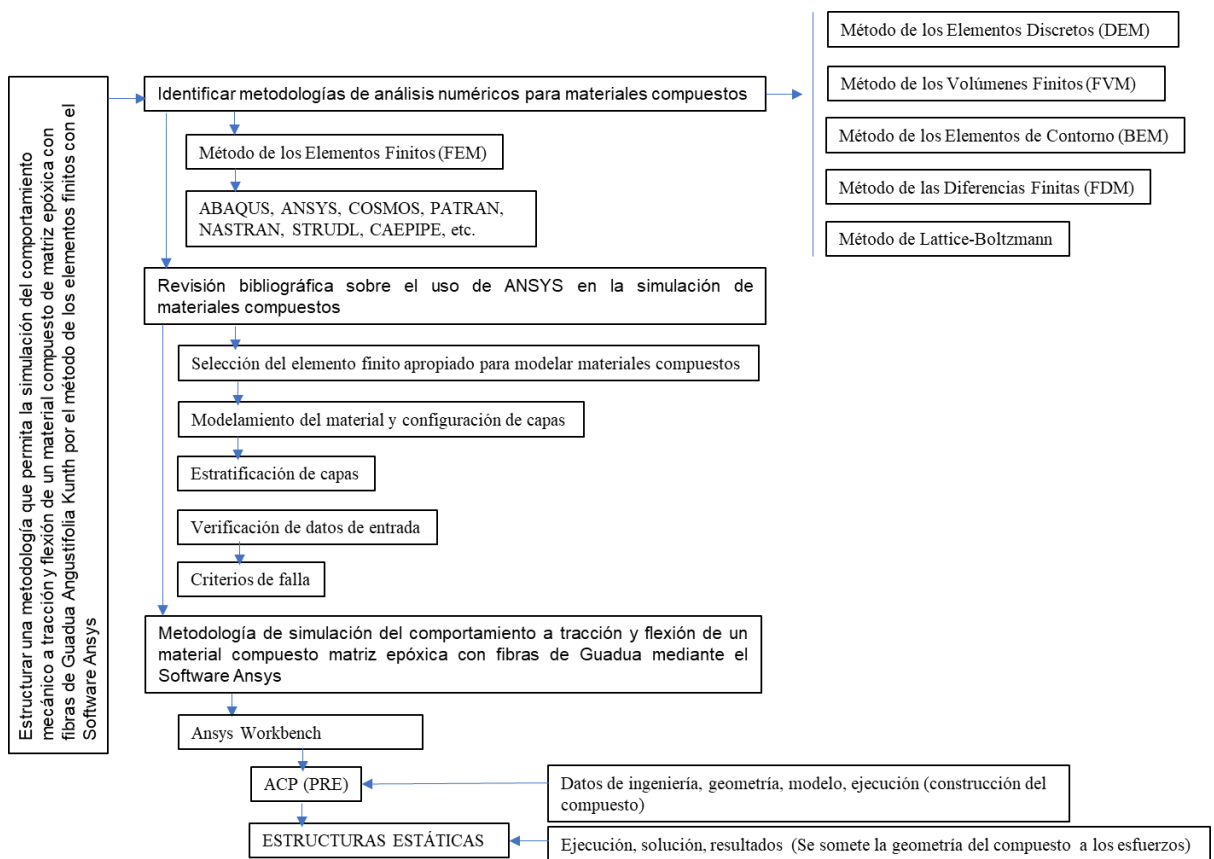 Estructurar una metodología que permita la simulación del comportamiento
mecánico a tracción y flexión de un material compuesto de matriz epóxica con
fibras de Guadua Angustifolia Kunth por el método de los elementos finitos con el
Software Ansys
Identificar metodologías de análisis numéricos para materiales compuestos
Método de los Elementos Finitos (FEM)
ABAQUS, ANSYS, COSMOS, PATRAN,
NASTRAN, STRUDL, CAEPIPE, etc.
Método de los Elementos Discretos (DEM)
Método de los Volúmenes Finitos (FVM)
Método de los Elementos de Contorno (BEM)
Método de las Diferencias Finitas (FDM)
Método de Lattice-Boltzmann
Revisión bibliográfica sobre el uso de ANSYS en la simulación de
materiales compuestos
Selección del elemento finito apropiado para modelar materiales compuestos
Modelamiento del material y configuración de capas
Estratificación de capas
Verificación de datos de entrada
Criterios de falla
Metodología de simulación del comportamiento a tracción y flexión de un
material compuesto matriz epóxica con fibras de Guadua mediante el
Software Ansys
Ansys Workbench
ACP (PRE)
Datos de ingeniería, geometría, modelo, ejecución (construcción del
compuesto)
ESTRUCTURAS ESTÁTICAS
Ejecución, solución, resultados (Se somete la geometría del compuesto a los esfuerzos)